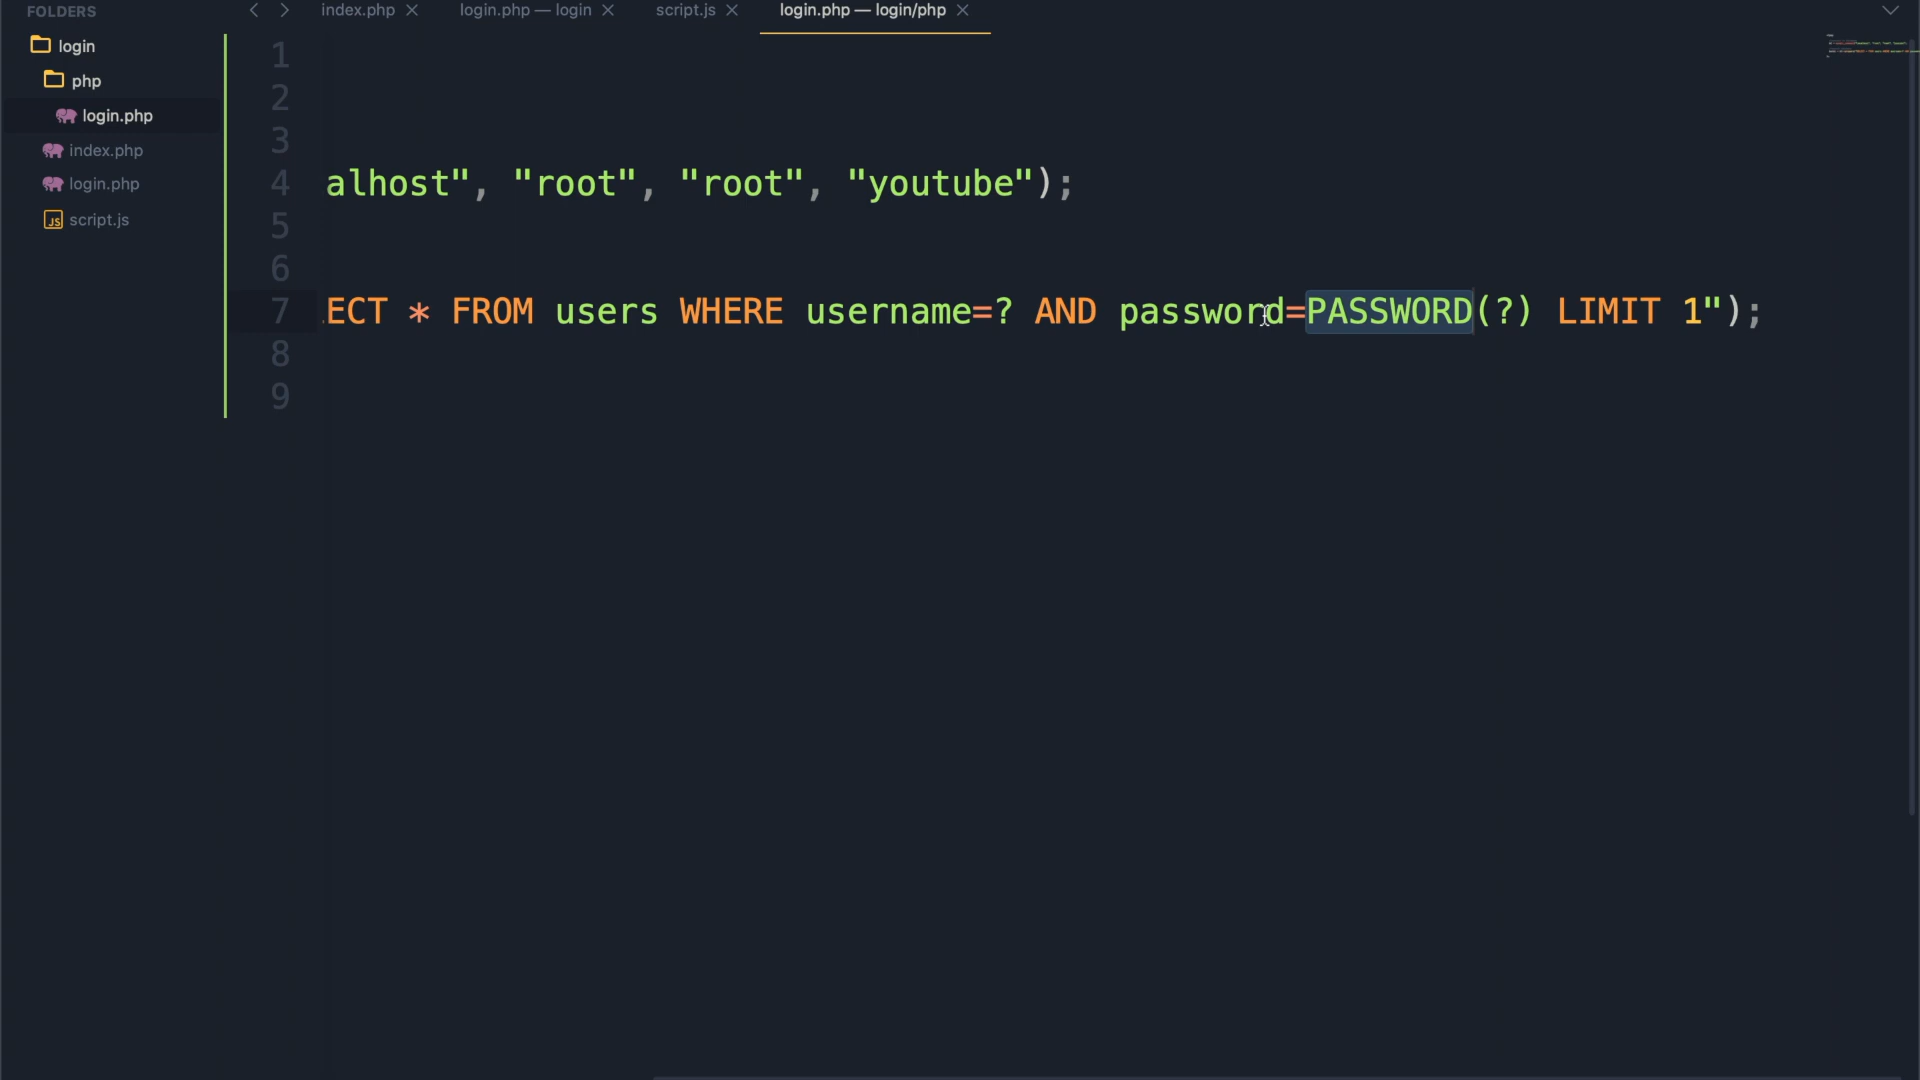 FOLDERS
login
php
login.php
index.php
login.php
script.js
index.php
login.php — login
script.js
login.php — login/php
1
2
3
4 alhost", "root", "root", "youtube");
5
6
7 ECT * FROM users WHERE username=? AND password=PASSWORD(?) LIMIT 1");
8
9